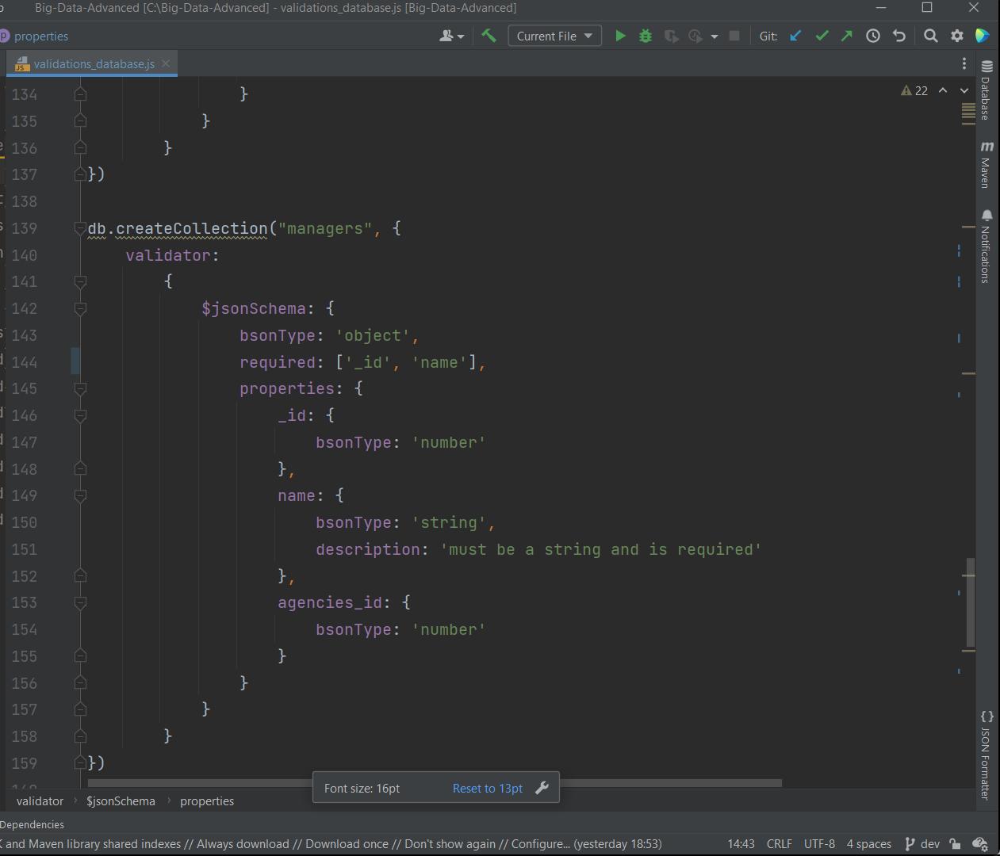 Big-Data-Advanced [C:\Big-Data-Advanced] - validations_database.js [Big-Data-Advanced]
properties
Current File
Git:
validations_database.js
22
134 }
135 }
136 }
137 })
138
139 db.createCollection("managers", {
140 validator:
141 {
142 $jsonSchema: {
143 bsonType: 'object',
144 required: ['_id', 'name'],
145 properties: {
146 _id: {
147 bsonType: 'number'
148 },
149 name: {
150 bsonType: 'string',
151 description: 'must be a string and is required'
152 },
153 agencies_id: {
154 bsonType: 'number'
155 }
156 }
157 }
158 }
159 })
Database
Maven
Notifications
JSON Formatter
Font size: 16pt Reset to 13pt
validator › $jsonSchema › properties
Dependencies
and Maven library shared indexes // Always download // Download once // Don't show again // Configure... (yesterday 18:53)
14:43 CRLF UTF-8 4 spaces dev